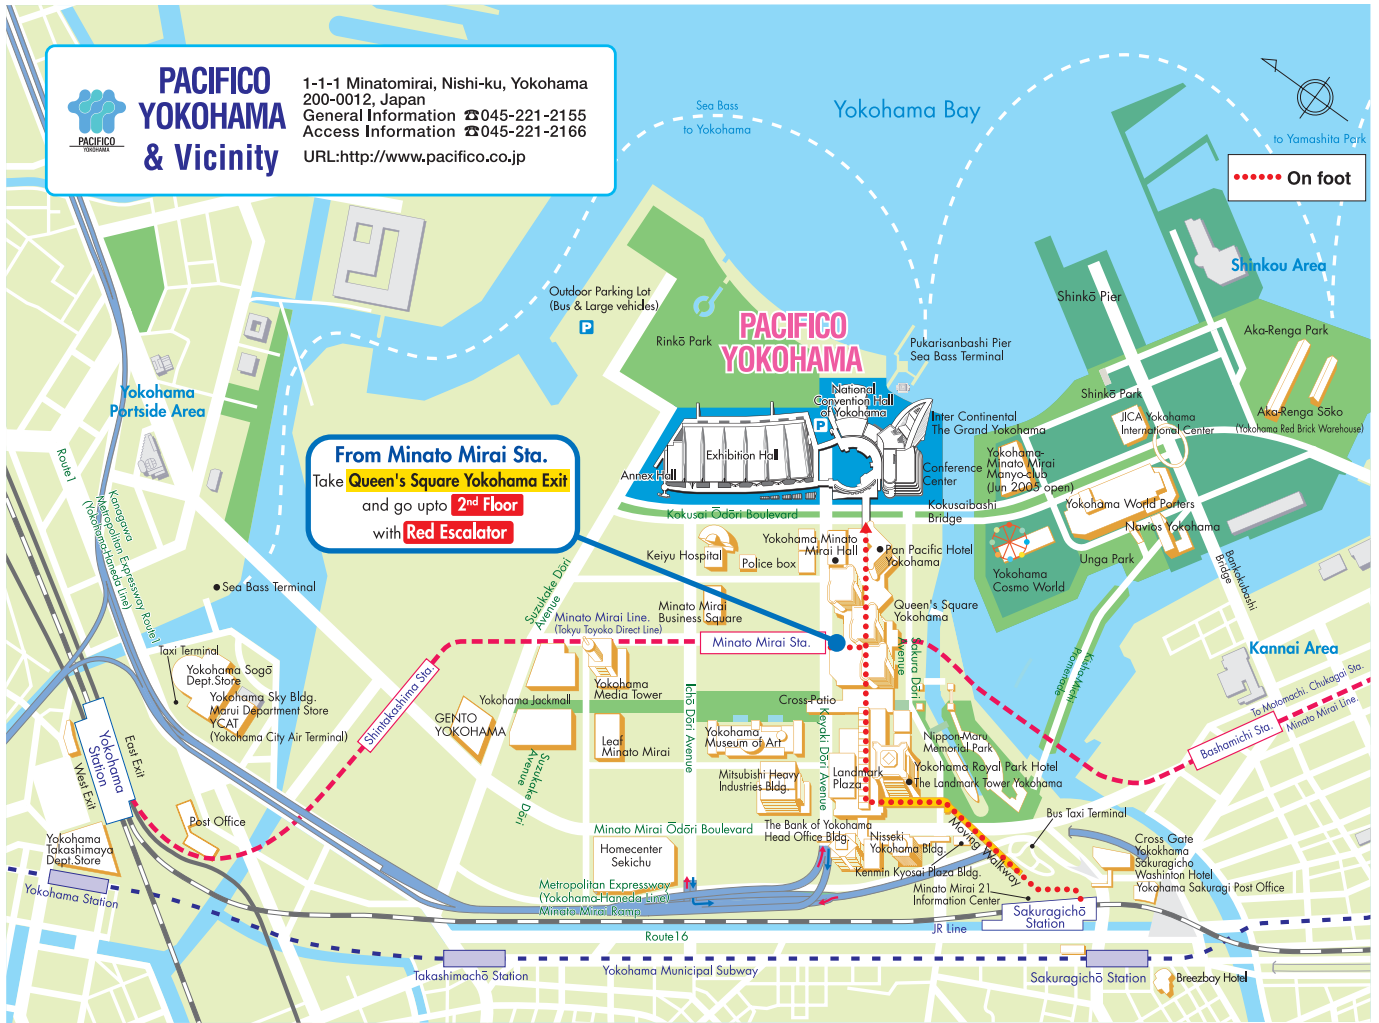 PACIFICO
YOKOHAMA
& Vicinity
PACIFICO
YOKOHAMA
1-1-1 Minatomirai, Nishi-ku, Yokohama
200-0012, Japan
General Information ☎045-221-2155
Access Information ☎045-221-2166
URL:http://www.pacifico.co.jp
Sea Bass
to Yokohama
Yokohama Bay
to Yamashita Park
On foot
Shinkou Area
Shinkō Pier
Aka-Renga Park
Aka-Renga Sōko
(Yokohama Red Brick Warehouse)
Shinkō Park
JICA Yokohama
International Center
Outdoor Parking Lot
(Bus & Large vehicles)
P
Rinkō Park
PACIFICO
YOKOHAMA
Pukarisanbashi Pier
Sea Bass Terminal
National
Convention Hall
of Yokohama
P
Inter Continental
The Grand Yokohama
Exhibition Hall
Annex Hall
Conference
Center
Yokohama-
Minato Mirai
Manyo-club
(Jun 2005 open)
Yokohama World Porters
Navios Yokohama
Kokusaibashi
Bridge
Kokusai Ōdōri Boulevard
Yokohama
Portside Area
Route1
Kanagawa
Metropolitan Expressway Route1
(Yokohama-Haneda Line)
From Minato Mirai Sta.
Take Queen's Square Yokohama Exit
and go upto 2nd Floor
with Red Escalator
Keiyu Hospital
Police box
Yokohama Minato
Mirai Hall
Pan Pacific Hotel
Yokohama
Yokohama
Cosmo World
Unga Park
Bankokubashi
Bridge
Sea Bass Terminal
Suzukake Dōri
Avenue
Minato Mirai
Business Square
Queen's Square
Yokohama
Minato Mirai Line.
(Tokyu Toyoko Direct Line)
Minato Mirai Sta.
Sakura Dōri
Avenue
Kisha-Michi
Promenade
Kannai Area
To Motomachi. Chukagai Sta.
Minato Mirai Line.
Bashamichi Sta.
Taxi Terminal
Yokohama Sogō
Dept.Store
Yokohama Sky Bldg.
Marui Department Store
YCAT
(Yokohama City Air Terminal)
Shintakashima Sta.
Yokohama
Media Tower
Yokohama Jackmall
GENTO
YOKOHAMA
Leaf
Minato Mirai
Ichō Dōri Avenue
Cross-Patio
Yokohama
Museum of Art
Keyaki Dōri Avenue
Nippon-Maru
Memorial Park
Yokohama Royal Park Hotel
The Landmark Tower Yokohama
Landmark
Plaza
Mitsubishi Heavy
Industries Bldg.
Suzukake Dōri
Avenue
Yokohama
Station
East Exit
West Exit
Post Office
Yokohama
Takashimaya
Dept.Store
Yokohama Station
Minato Mirai Ōdōri Boulevard
The Bank of Yokohama
Head Office Bldg.
Nisseki
Yokohama Bldg.
Kenmin Kyosai Plaza Bldg.
Moving Walkway
Bus Taxi Terminal
Cross Gate
Yokokhama
Sakuragicho
Washinton Hotel
Yokohama Sakuragi Post Office
Homecenter
Sekichu
Metropolitan Expressway
(Yokohama-Haneda Line)
Minato Mirai Ramp
Minato Mirai 21
Information Center
Sakuragichō
Station
JR Line
Route16
Takashimachō Station
Yokohama Municipal Subway
Sakuragichō Station
Breezbay Hotel